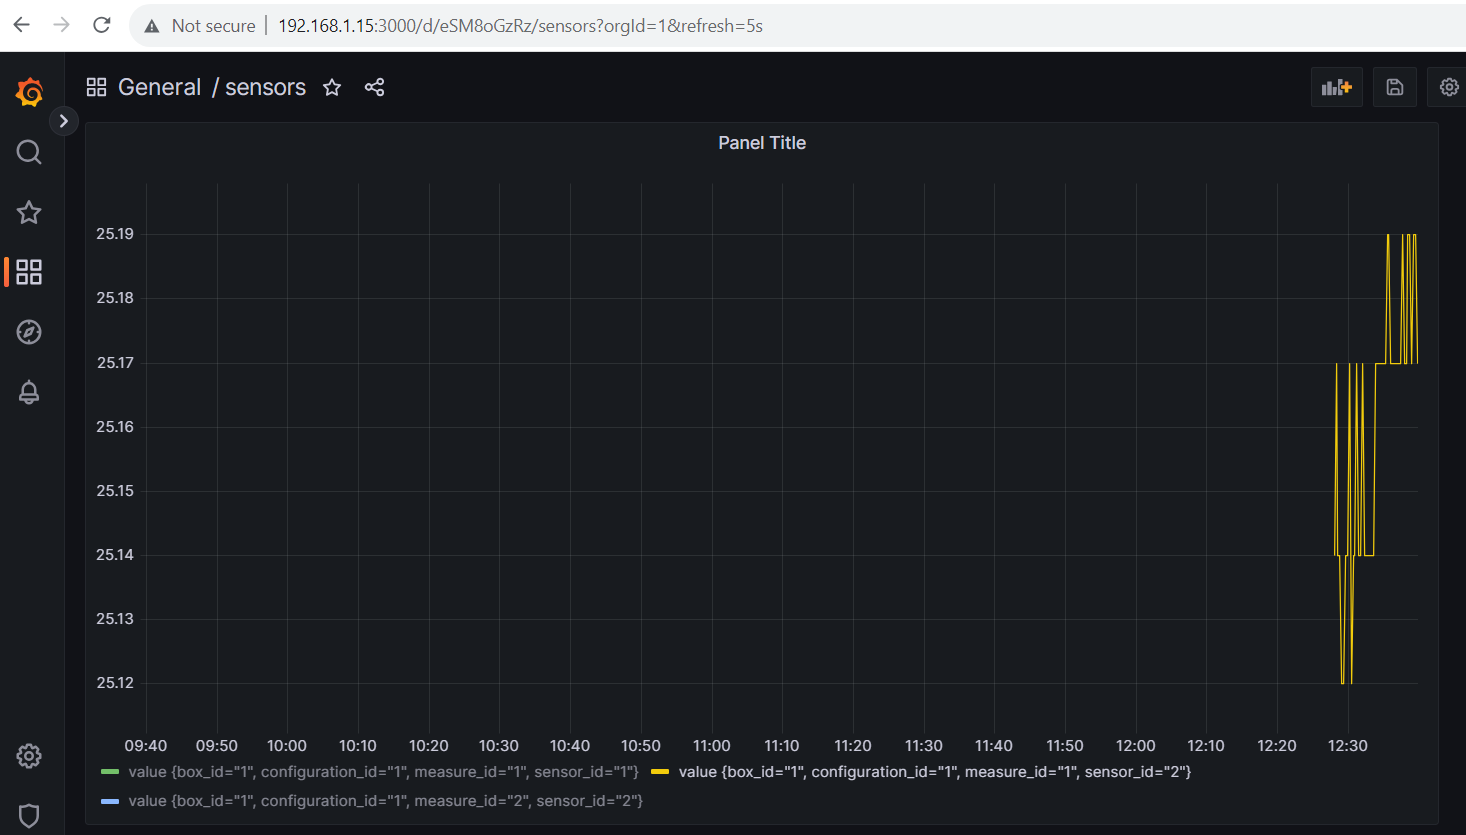 Not secure | 192.168.1.15:3000/d/eSM8oGzRz/sensors?orgId=1&refresh=5s
General / sensors
Panel Title
25.19
25.18
25.17
25.16
25.15
25.14
25.13
25.12
09:40 09:50 10:00 10:10 10:20 10:30 10:40 10:50 11:00 11:10 11:20 11:30 11:40 11:50 12:00 12:10 12:20 12:30
value {box_id="1", configuration_id="1", measure_id="1", sensor_id="1"} value {box_id="1", configuration_id="1", measure_id="1", sensor_id="2"}
value {box_id="1", configuration_id="1", measure_id="2", sensor_id="2"}